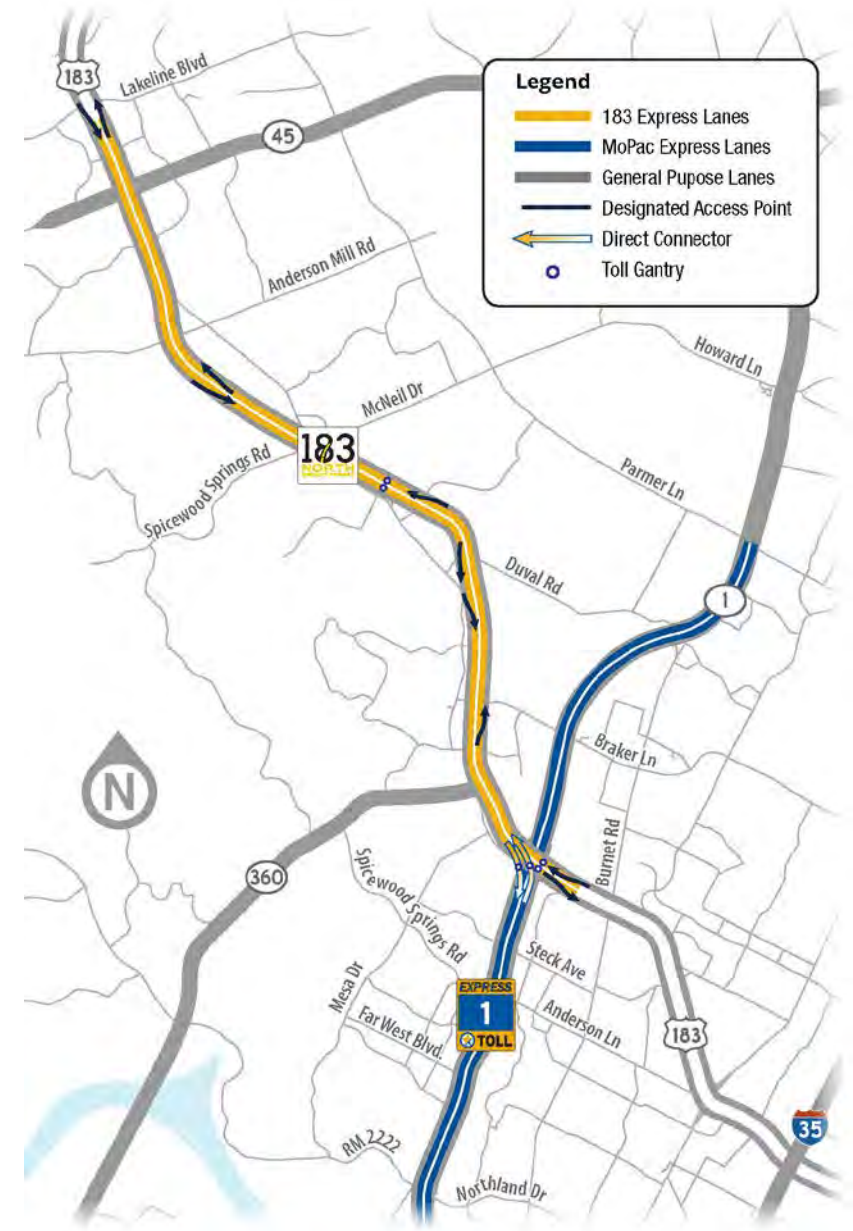 183
Lakeline Blvd
45
Legend
183 Express Lanes
MoPac Express Lanes
General Pupose Lanes
Designated Access Point
Direct Connector
Toll Gantry
Anderson Mill Rd
Howard Ln
McNeil Dr
183
NORTH
Spicewood Springs Rd
Parmer Ln
Duval Rd
1
N
Braker Ln
Burnet Rd
360
Spicewood Springs Rd
Steck Ave
Mesa Dr
EXPRESS
1
TOLL
Anderson Ln
Far West Blvd.
183
35
RM 2222
Northland Dr